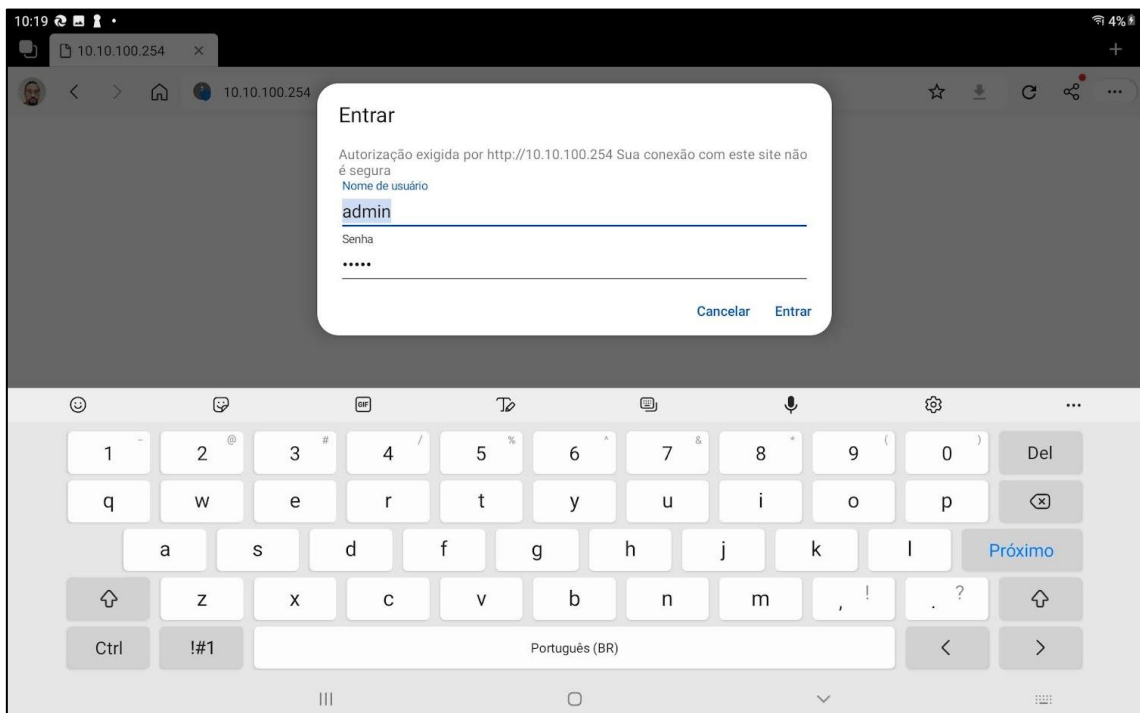 10:19
4%
10.10.100.254
10.10.100.254
Entrar
Autorização exigida por http://10.10.100.254 Sua conexão com este site não
é segura
Nome de usuário
admin
Senha
•••••
Cancelar Entrar
GIF
1 - 2 @ 3 # 4 / 5 % 6 ^ 7 & 8 * 9 ( 0 ) Del
q w e r t y u i o p
a s d f g h j k l Próximo
z x c v b n m , ! . ?
Ctrl !#1 Português (BR) < >